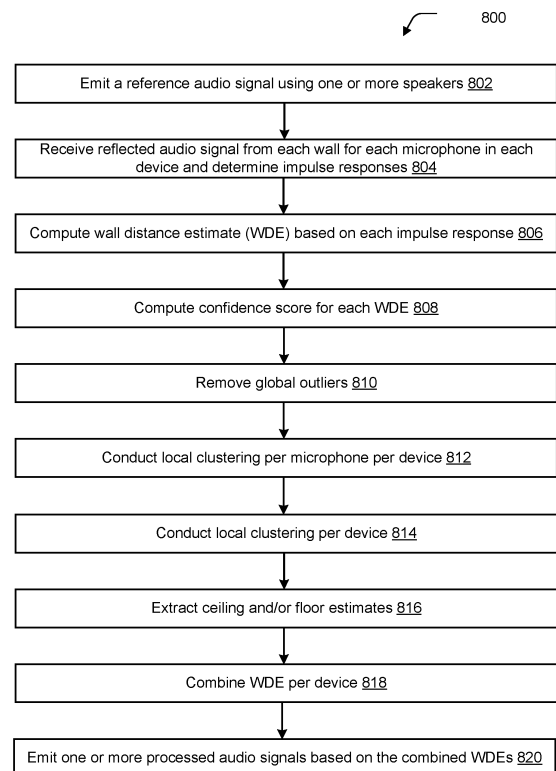 800
Emit a reference audio signal using one or more speakers 802
Receive reflected audio signal from each wall for each microphone in each
device and determine impulse responses 804
Compute wall distance estimate (WDE) based on each impulse response 806
Compute confidence score for each WDE 808
Remove global outliers 810
Conduct local clustering per microphone per device 812
Conduct local clustering per device 814
Extract ceiling and/or floor estimates 816
Combine WDE per device 818
Emit one or more processed audio signals based on the combined WDEs 820